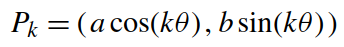 P_k = (a cos(kθ), b sin(kθ))